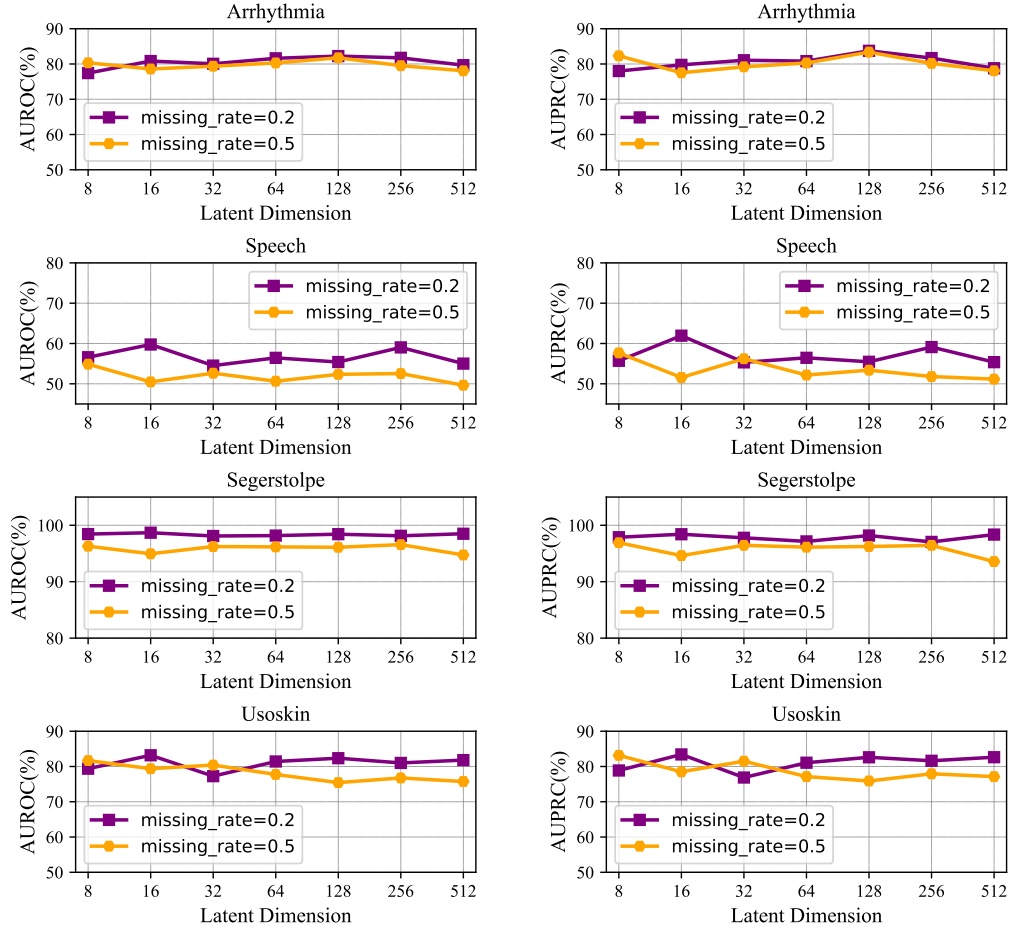 Arrhythmia
AUROC(%)
90
80
70
60
50
missing_rate=0.2
missing_rate=0.5
8 16 32 64 128 256 512
Latent Dimension
Arrhythmia
AUPRC(%)
90
80
70
60
50
missing_rate=0.2
missing_rate=0.5
8 16 32 64 128 256 512
Latent Dimension
Speech
AUROC(%)
80
70
60
50
missing_rate=0.2
missing_rate=0.5
8 16 32 64 128 256 512
Latent Dimension
Speech
AUPRC(%)
80
70
60
50
missing_rate=0.2
missing_rate=0.5
8 16 32 64 128 256 512
Latent Dimension
Segerstolpe
AUROC(%)
100
90
80
missing_rate=0.2
missing_rate=0.5
8 16 32 64 128 256 512
Latent Dimension
Segerstolpe
AUPRC(%)
100
90
80
missing_rate=0.2
missing_rate=0.5
8 16 32 64 128 256 512
Latent Dimension
Usoskin
AUROC(%)
90
80
70
60
50
missing_rate=0.2
missing_rate=0.5
8 16 32 64 128 256 512
Latent Dimension
Usoskin
AUPRC(%)
90
80
70
60
50
missing_rate=0.2
missing_rate=0.5
8 16 32 64 128 256 512
Latent Dimension